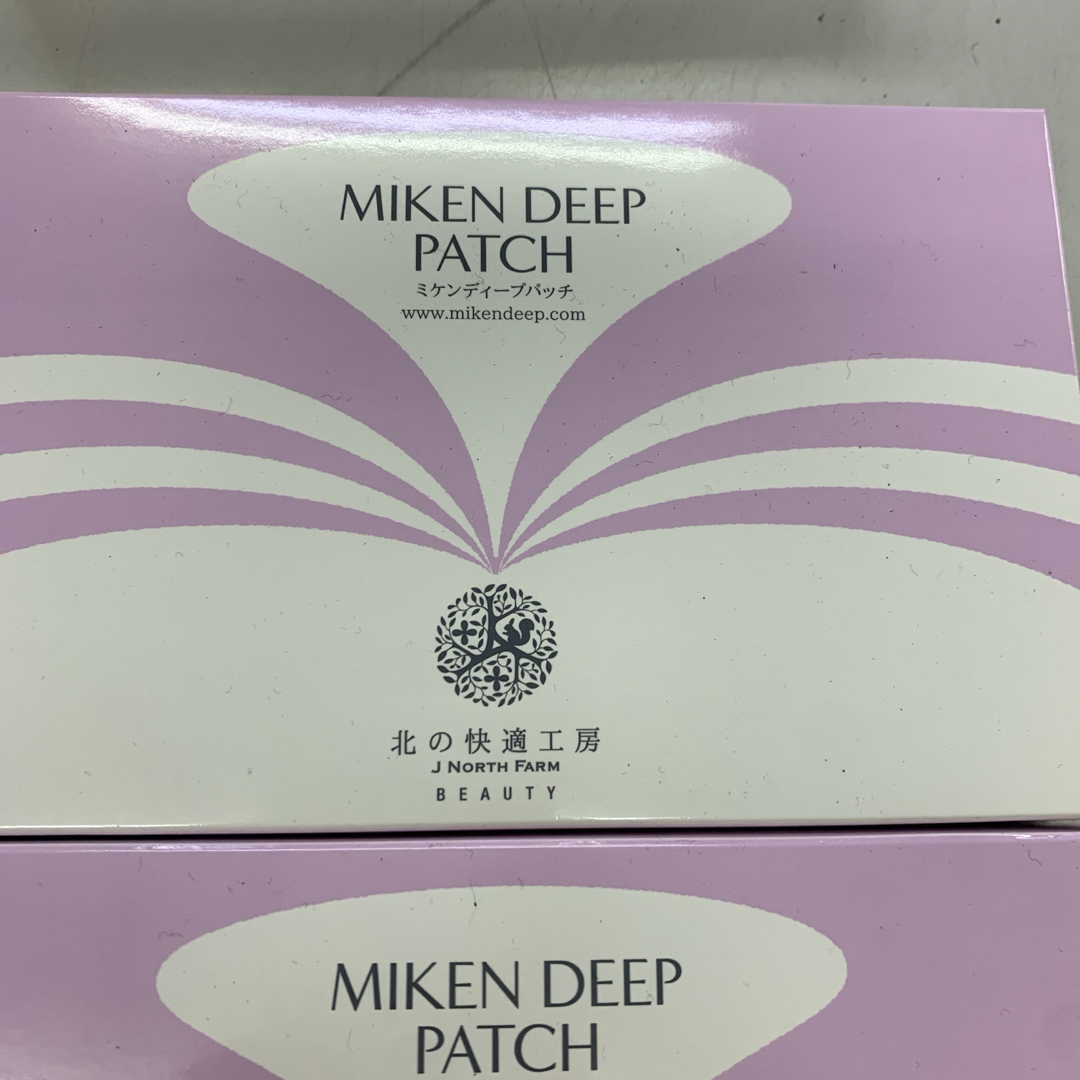 MIKEN DEEP
PATCH
ミケンディープパッチ
www.mikendeep.com
北の快適工房
J NORTH FARM
BEAUTY
MIKEN DEEP
PATCH